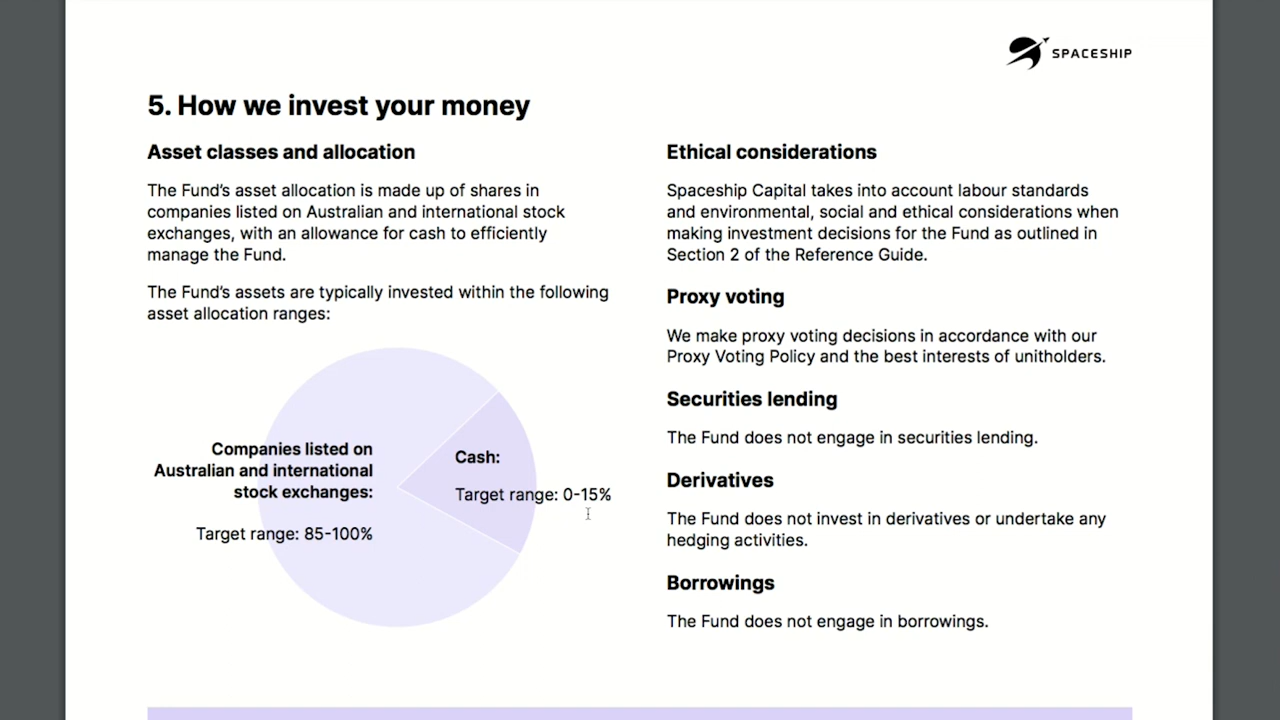 SPACESHIP
5. How we invest your money
Asset classes and allocation
The Fund's asset allocation is made up of shares in
companies listed on Australian and international stock
exchanges, with an allowance for cash to efficiently
manage the Fund.
The Fund's assets are typically invested within the following
asset allocation ranges:
Companies listed on
Australian and international
stock exchanges:
Target range: 85-100%
Cash:
Target range: 0-15%
Ethical considerations
Spaceship Capital takes into account labour standards
and environmental, social and ethical considerations when
making investment decisions for the Fund as outlined in
Section 2 of the Reference Guide.
Proxy voting
We make proxy voting decisions in accordance with our
Proxy Voting Policy and the best interests of unitholders.
Securities lending
The Fund does not engage in securities lending.
Derivatives
The Fund does not invest in derivatives or undertake any
hedging activities.
Borrowings
The Fund does not engage in borrowings.